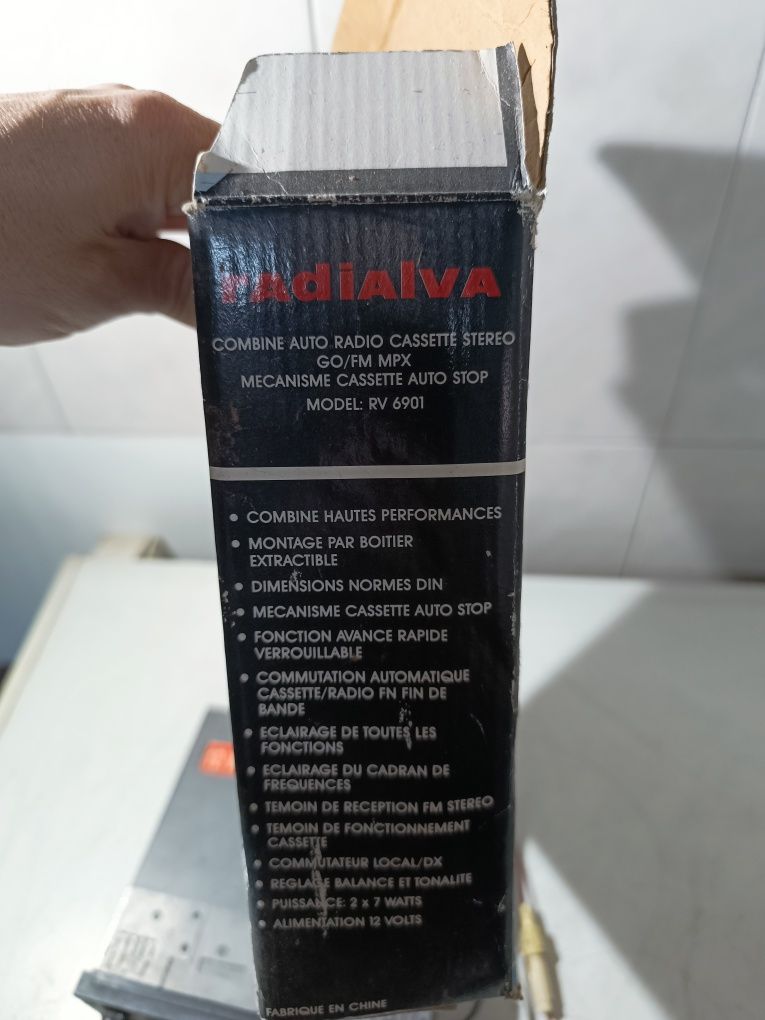 radialva
COMBINE AUTO RADIO CASSETTE STEREO
GO/FM MPX
MECANISME CASSETTE AUTO STOP
MODEL: RV 6901
• COMBINE HAUTES PERFORMANCES
• MONTAGE PAR BOITIER
EXTRACTIBLE
• DIMENSIONS NORMES DIN
• MECANISME CASSETTE AUTO STOP
• FONCTION AVANCE RAPIDE
VERROUILLABLE
• COMMUTATION AUTOMATIQUE
CASSETTE/RADIO FN FIN DE
BANDE
• ECLAIRAGE DE TOUTES LES
FONCTIONS
• ECLAIRAGE DU CADRAN DE
FREQUENCES
• TEMOIN DE RECEPTION FM STEREO
• TEMOIN DE FONCTIONNEMENT
CASSETTE
• COMMUTATEUR LOCAL/DX
• REGLAGE BALANCE ET TONALITE
• PUISSANCE: 2 x 7 WATTS
• ALIMENTATION 12 VOLTS
FABRIQUE EN CHINE